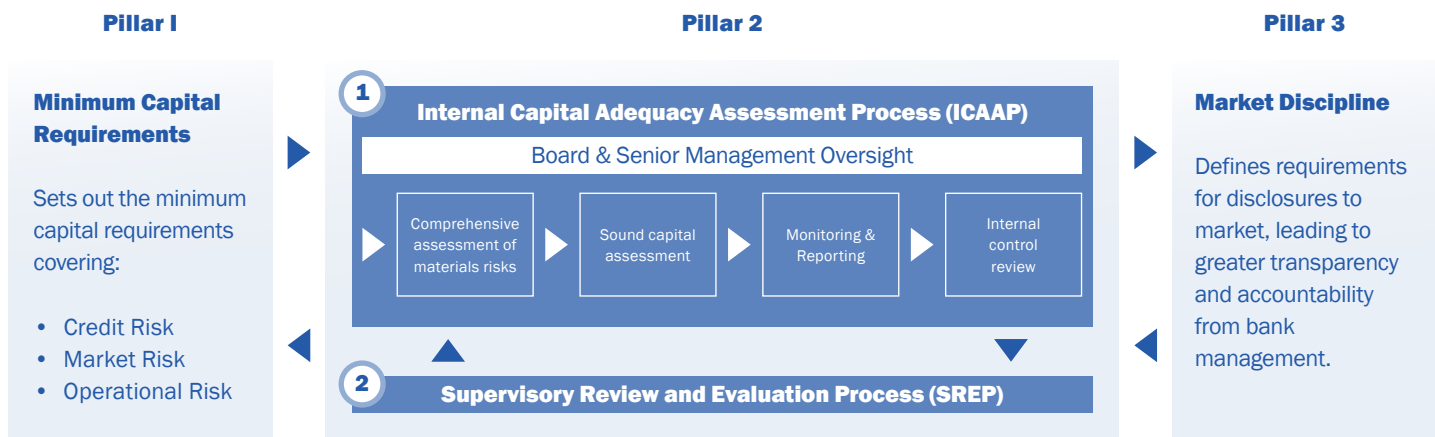 Pillar I
Pillar 2
Pillar 3
Minimum Capital
Requirements
Sets out the minimum
capital requirements
covering:
• Credit Risk
• Market Risk
• Operational Risk
1
Internal Capital Adequacy Assessment Process (ICAAP)
Board & Senior Management Oversight
Comprehensive
assessment of
materials risks
Sound capital
assessment
Monitoring &
Reporting
Internal
control
review
2
Supervisory Review and Evaluation Process (SREP)
Market Discipline
Defines requirements
for disclosures to
market, leading to
greater transparency
and accountability
from bank
management.